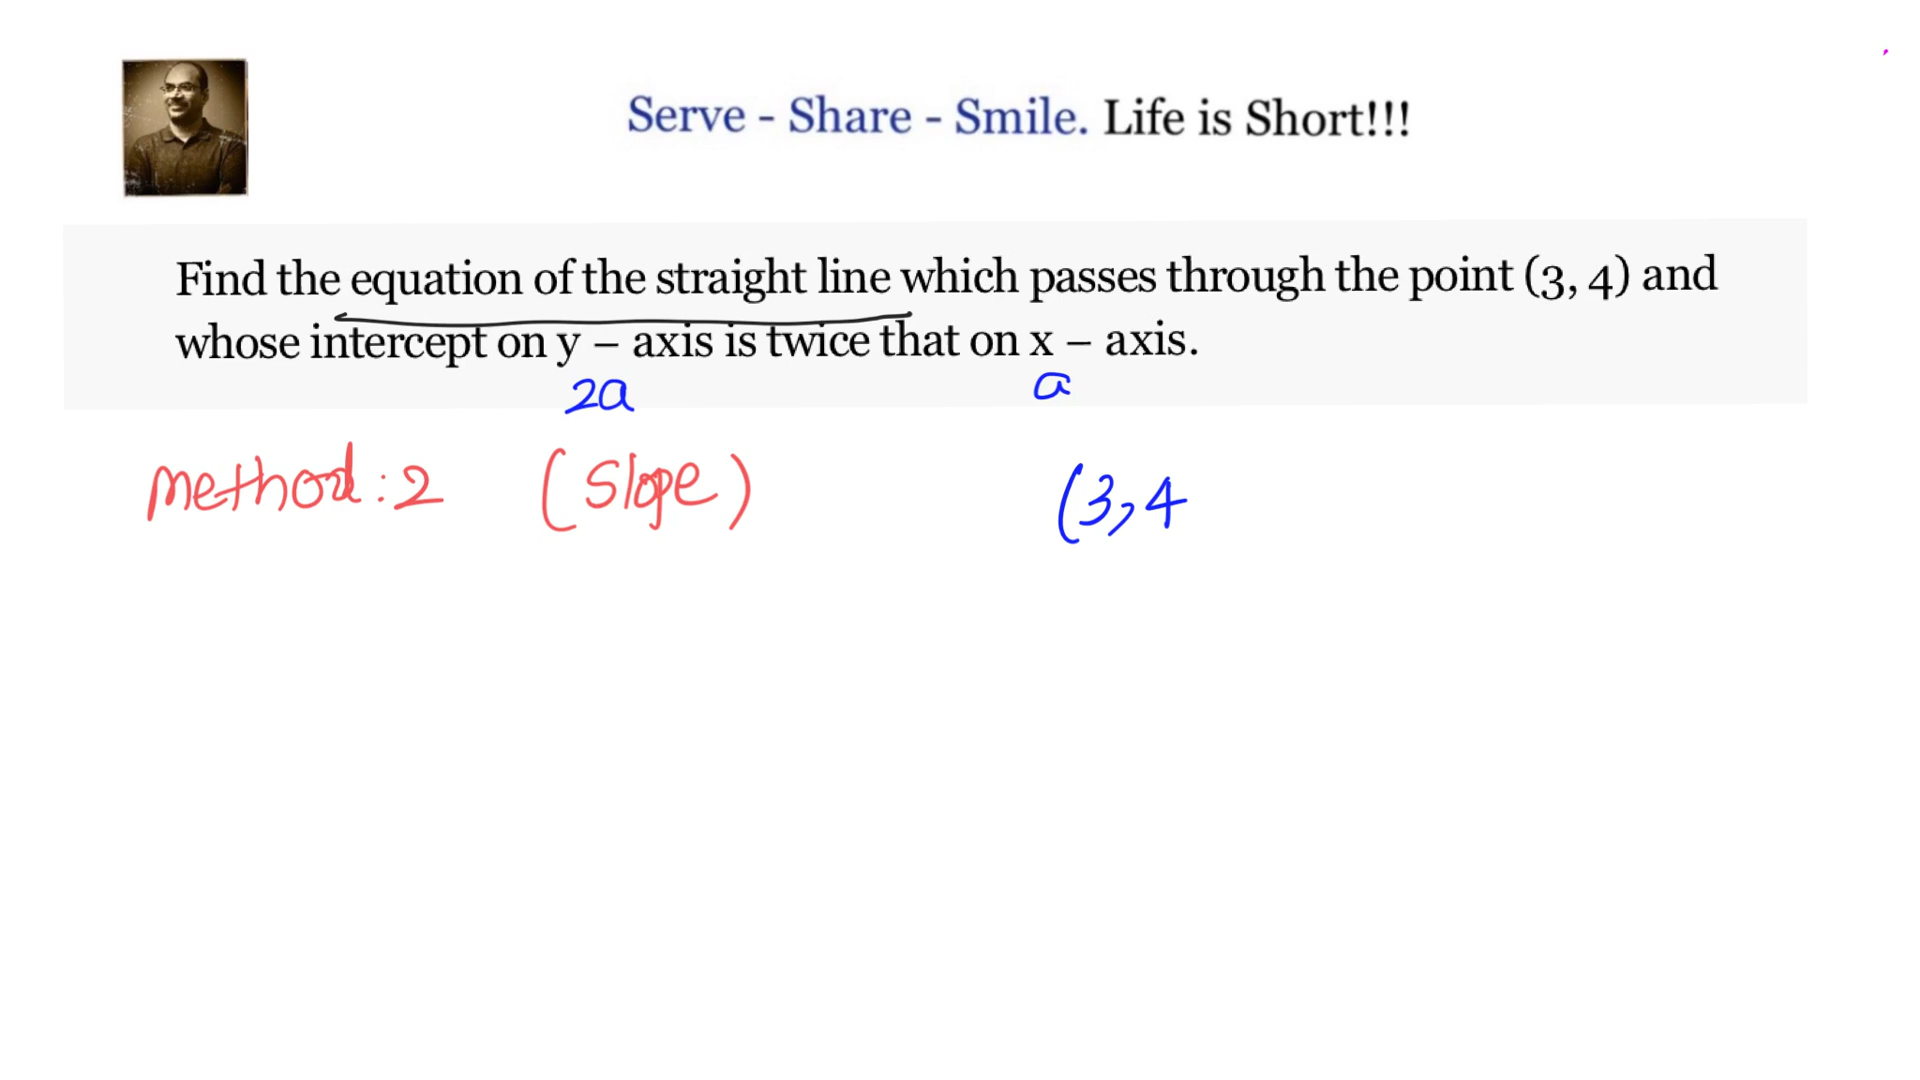 Serve - Share - Smile. Life is Short!!!
Find the equation of the straight line which passes through the point (3, 4) and
whose intercept on y – axis is twice that on x – axis.
2a a
Method : 2 (Slope) (3, 4